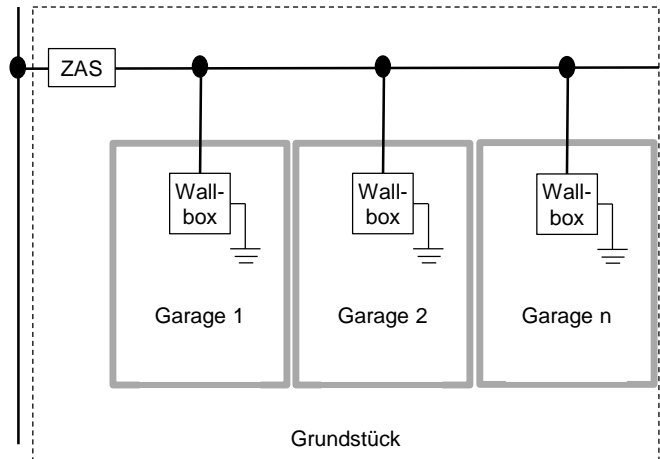 ZAS
Wall-
box
Wall-
box
Wall-
box
Garage 1
Garage 2
Garage n
Grundstück